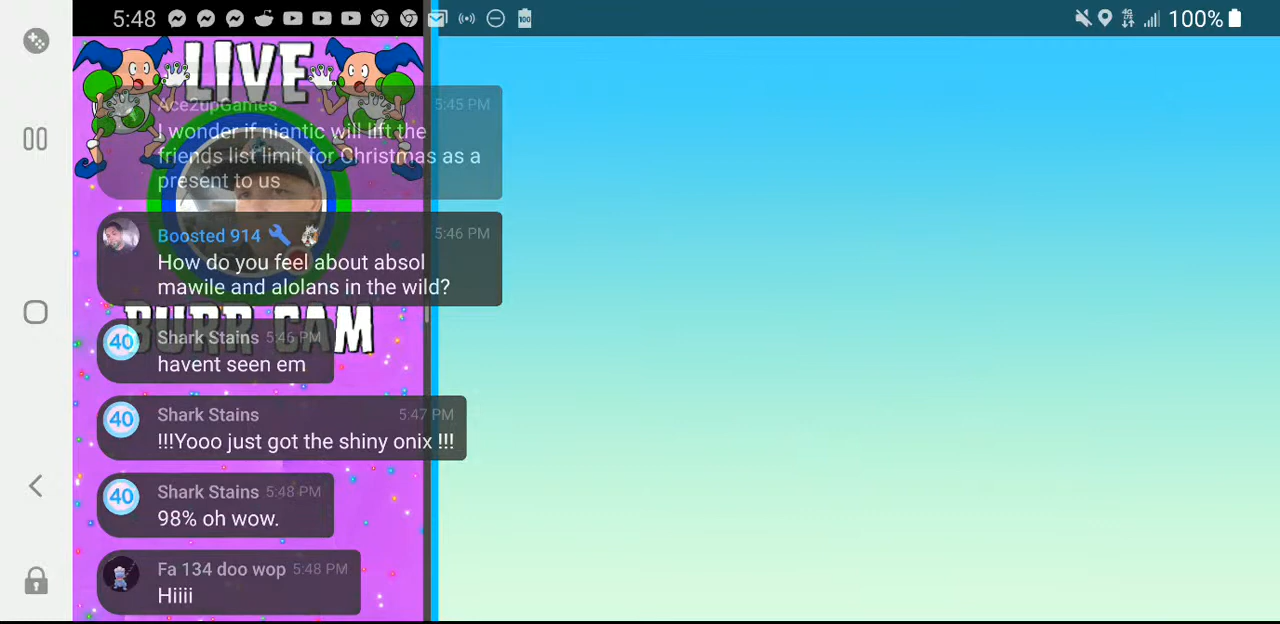 5:48
100
4G
100%
LIVE
Ace2upGames 5:45 PM
I wonder if niantic will lift the
friends list limit for Christmas as a
present to us
Boosted 914 5:46 PM
How do you feel about absol
mawile and alolans in the wild?
BURR CAM
40
Shark Stains 5:46 PM
havent seen em
40
Shark Stains 5:47 PM
!!!Yooo just got the shiny onix !!!
40
Shark Stains 5:48 PM
98% oh wow.
Fa 134 doo wop 5:48 PM
Hiiii